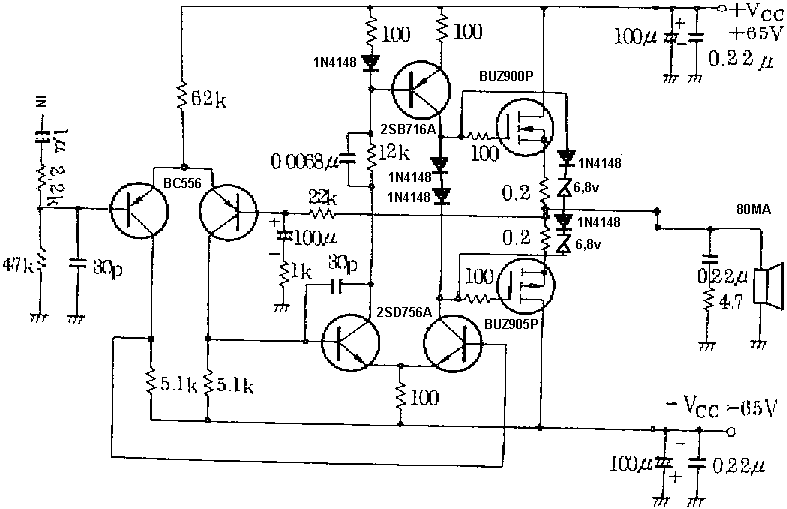 +VCC
+65V
100µ
+
-
0.22µ
100
100
1N4148
BUZ900P
62k
IN
1µ
2.2k
2SB716A
100
0.0068µ
12k
1N4148
1N4148
1N4148
6,8v
BC556
22k
0.2
1N4148
80MA
+
100µ
-
0.2
6,8v
47k
30p
1k
30p
100
0.22µ
4.7
2SD756A
BUZ905P
5.1k
5.1k
100
- VCC -65V
100µ
-
+
0.22µ